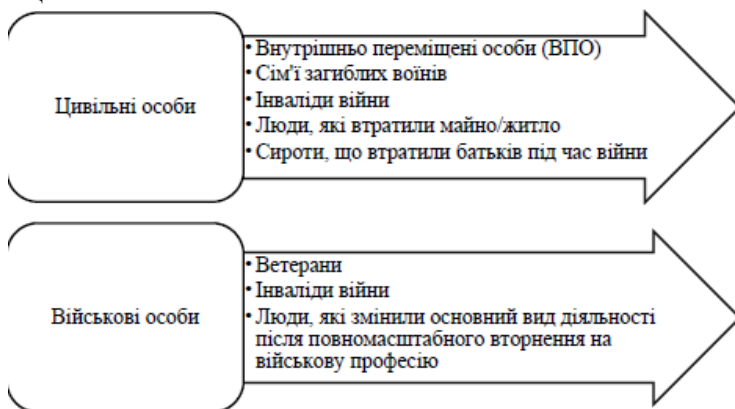 Цивільні особи
• Внутрішньо переміщені особи (ВПО)
• Сім'ї загиблих воїнів
• Інваліди війни
• Люди, які втратили майно/житло
• Сироти, що втратили батьків під час війни
Військові особи
• Ветерани
• Інваліди війни
• Люди, які змінили основний вид діяльності
після повномасштабного вторгнення на
військову професію